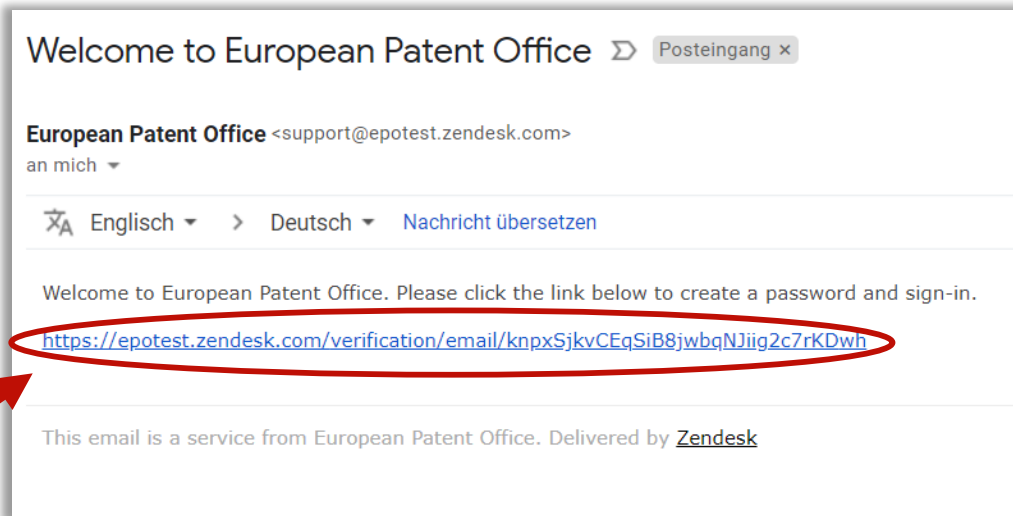 Welcome to European Patent Office Posteingang ×
European Patent Office <support@epotest.zendesk.com>
an mich
Englisch > Deutsch Nachricht übersetzen
Welcome to European Patent Office. Please click the link below to create a password and sign-in.
https://epotest.zendesk.com/verification/email/knpxSjkvCEqSiB8jwbqNJiig2c7rKDwh
This email is a service from European Patent Office. Delivered by Zendesk